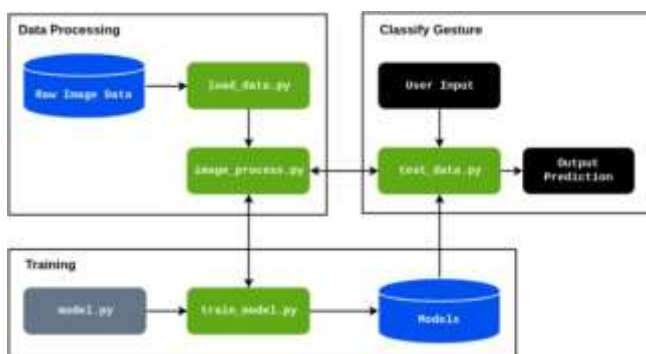 Data Processing
Classify Gesture
Raw Image Data
load_data.py
User Input
image_process.py
test_data.py
Output
Prediction
Training
model.py
train_model.py
Models